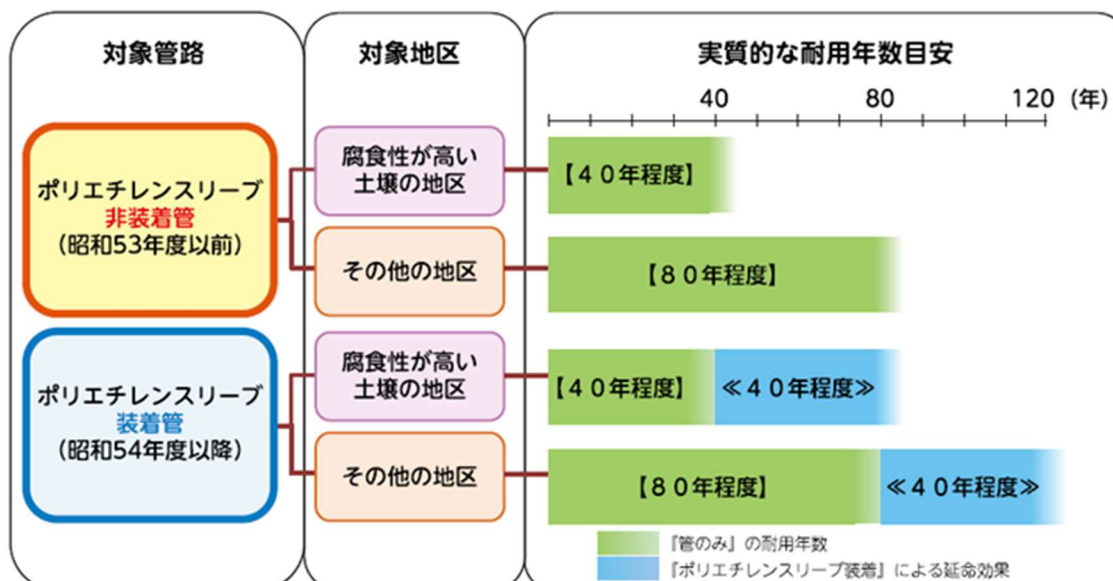 対象管路
対象地区
実質的な耐用年数目安
40
80
120
(年)
ポリエチレンスリーブ
非装着管
(昭和53年度以前)
腐食性が高い
土壌の地区
【４０年程度】
その他の地区
【８０年程度】
ポリエチレンスリーブ
装着管
(昭和54年度以降)
腐食性が高い
土壌の地区
【４０年程度】
≪４０年程度≫
その他の地区
【８０年程度】
≪４０年程度≫
『管のみ』の耐用年数
『ポリエチレンスリーブ装着』による延命効果